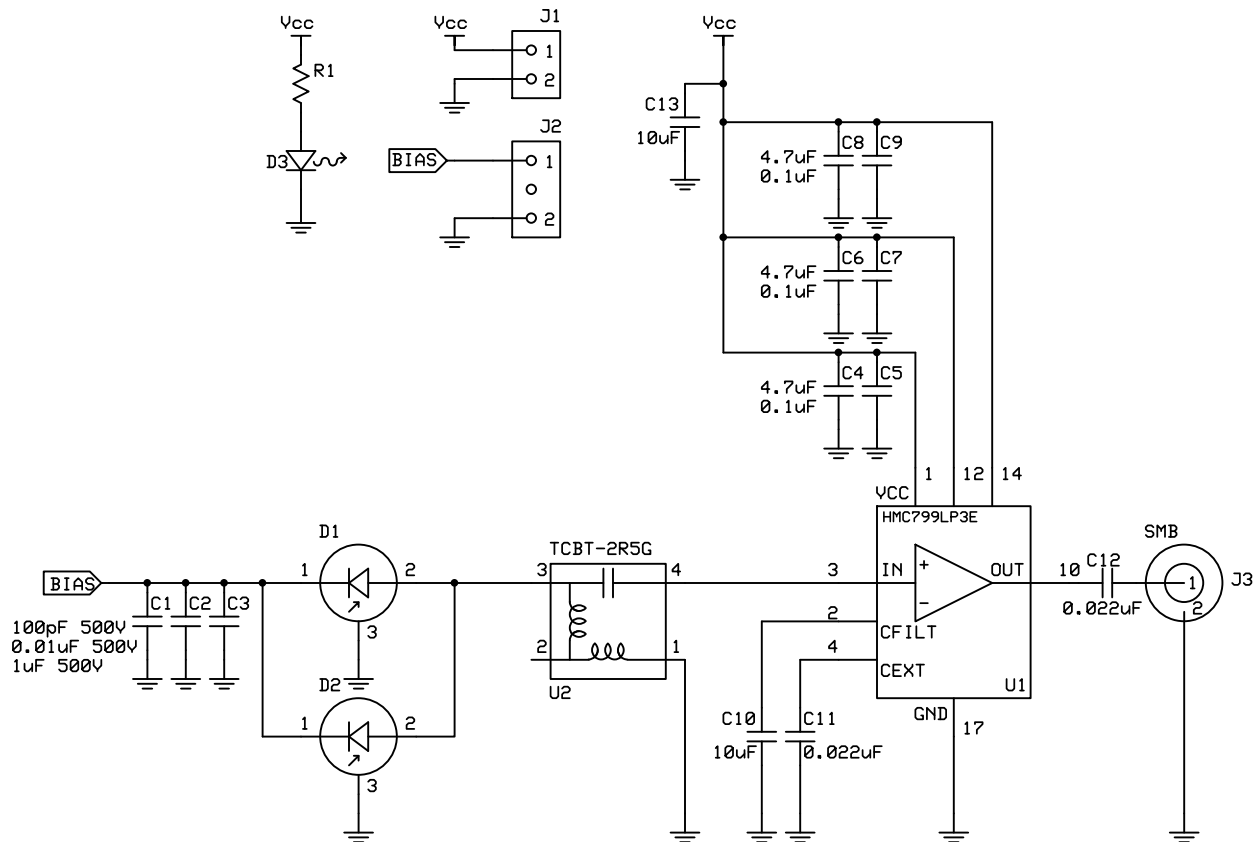 Vcc
R1
D3
Vcc
J1
1
2
J2
BIAS
1
2
Vcc
C13
10uF
C8
C9
4.7uF
0.1uF
C6
C7
4.7uF
0.1uF
C4
C5
4.7uF
0.1uF
1
12
14
VCC
HMC799LP3E
IN
+
-
OUT
3
2
CFILT
4
CEXT
U1
GND
17
10
C12
0.022uF
SMB
1
2
J3
BIAS
C1
C2
C3
100pF 500V
0.01uF 500V
1uF 500V
D1
1
2
3
D2
1
2
3
TCBT-2R5G
3
4
2
1
U2
C10
10uF
C11
0.022uF